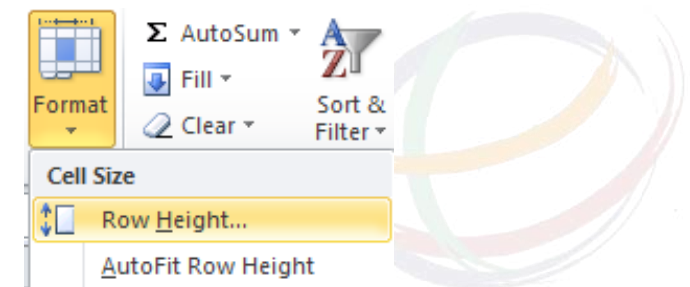 Format
Σ AutoSum
Fill
Clear
A
Z
Sort &
Filter
Cell Size
Row Height...
AutoFit Row Height